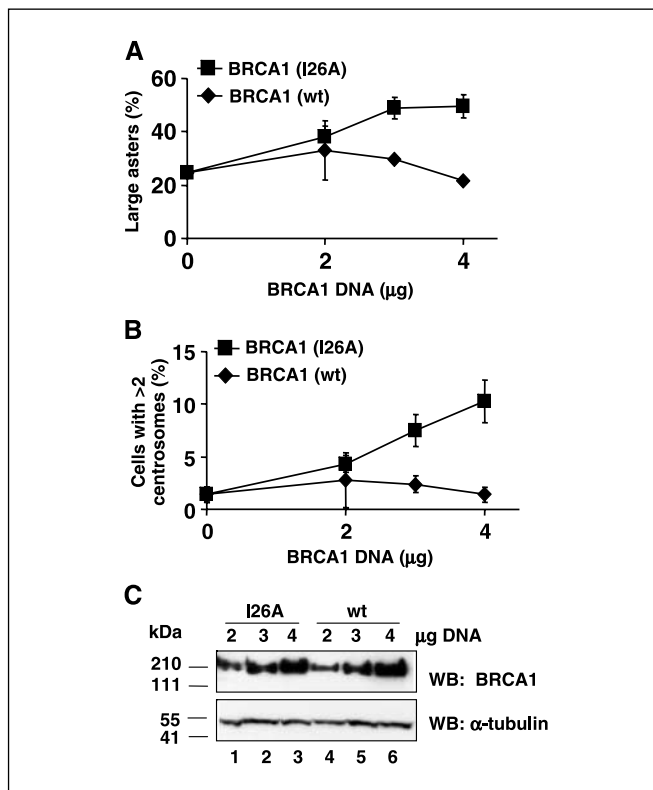 A
BRCA1 (I26A)
BRCA1 (wt)
Large asters (%)
60
40
20
0
0 2 4
BRCA1 DNA (µg)
B
BRCA1 (I26A)
BRCA1 (wt)
Cells with >2
centrosomes (%)
15
10
5
0
0 2 4
BRCA1 DNA (µg)
C
I26A wt
kDa 2 3 4 2 3 4 µg DNA
210
111
WB: BRCA1
55
41
WB: α-tubulin
1 2 3 4 5 6